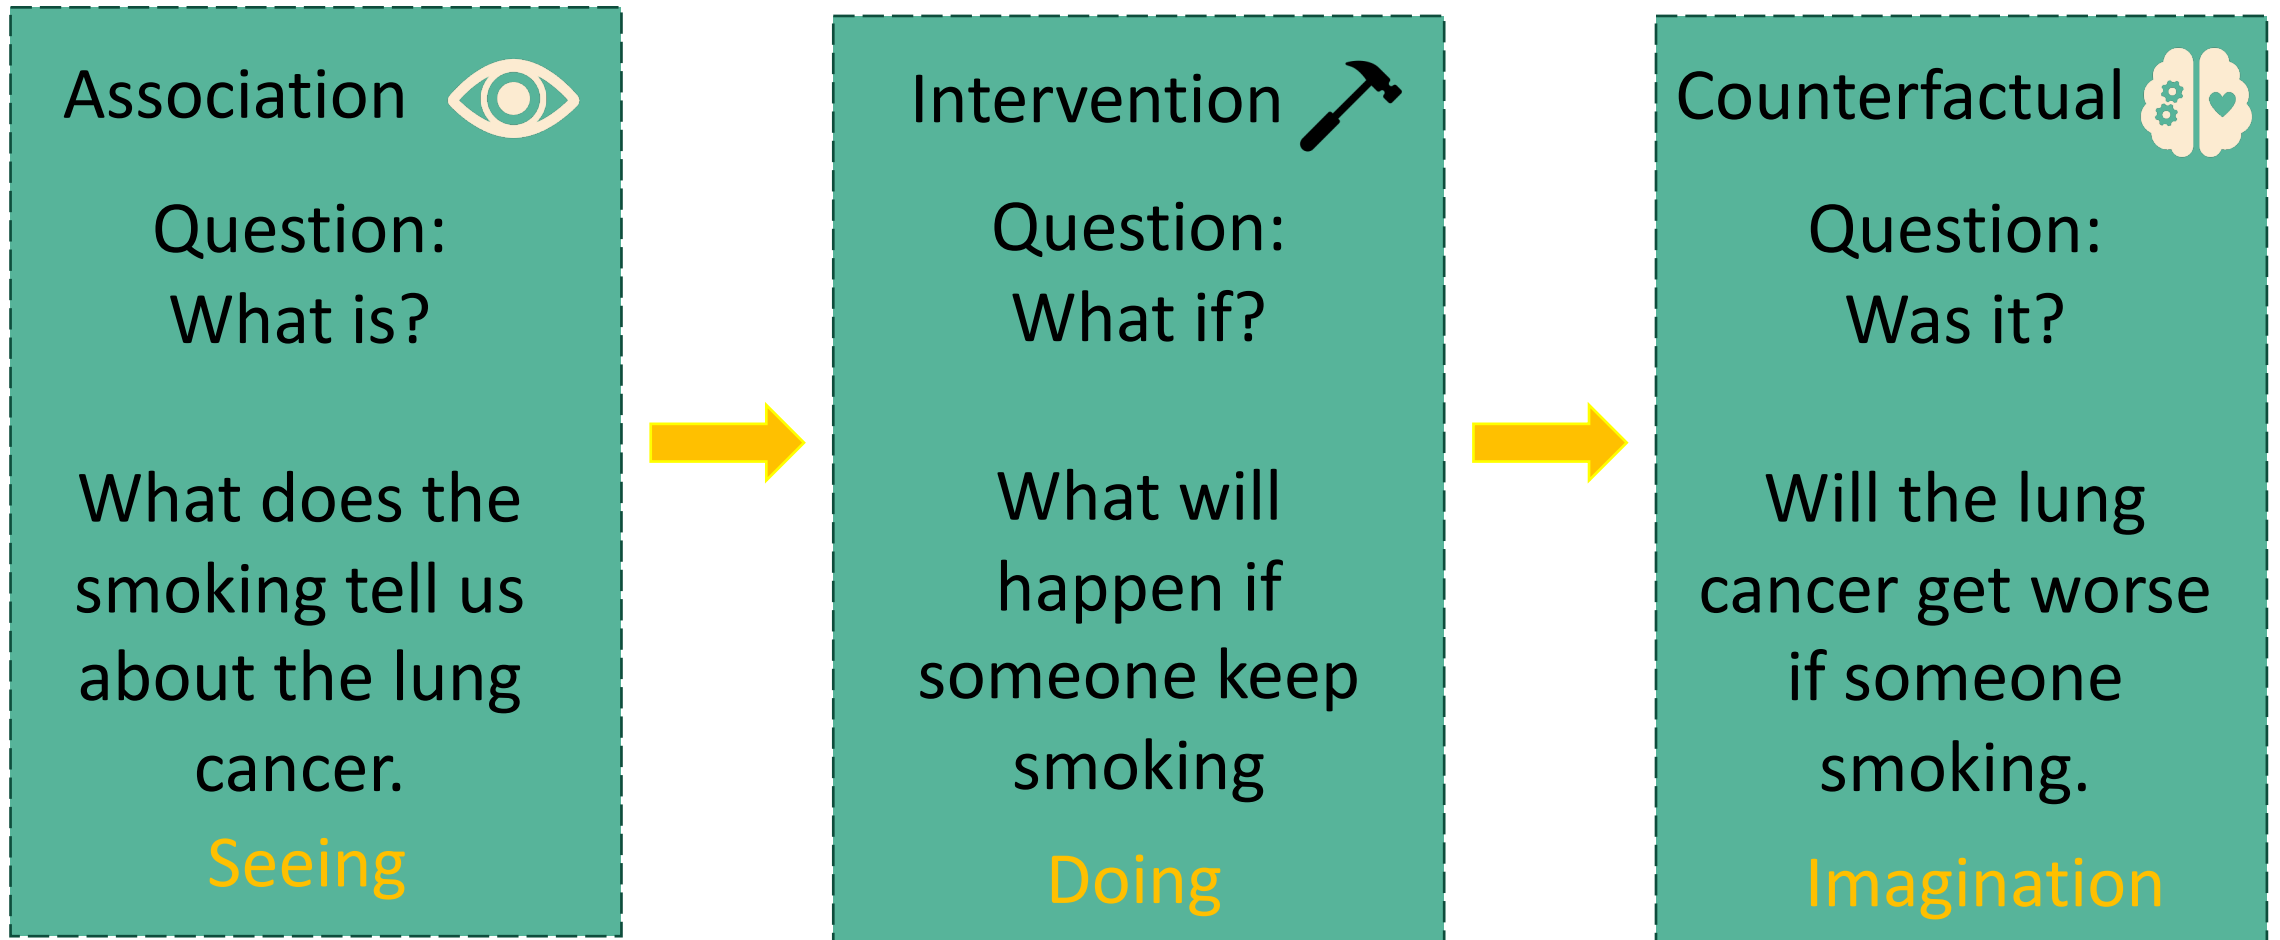 Association
Question:
What is?
What does the
smoking tell us
about the lung
cancer.
Seeing
Intervention
Question:
What if?
What will
happen if
someone keep
smoking
Doing
Counterfactual
Question:
Was it?
Will the lung
cancer get worse
if someone
smoking.
Imagination